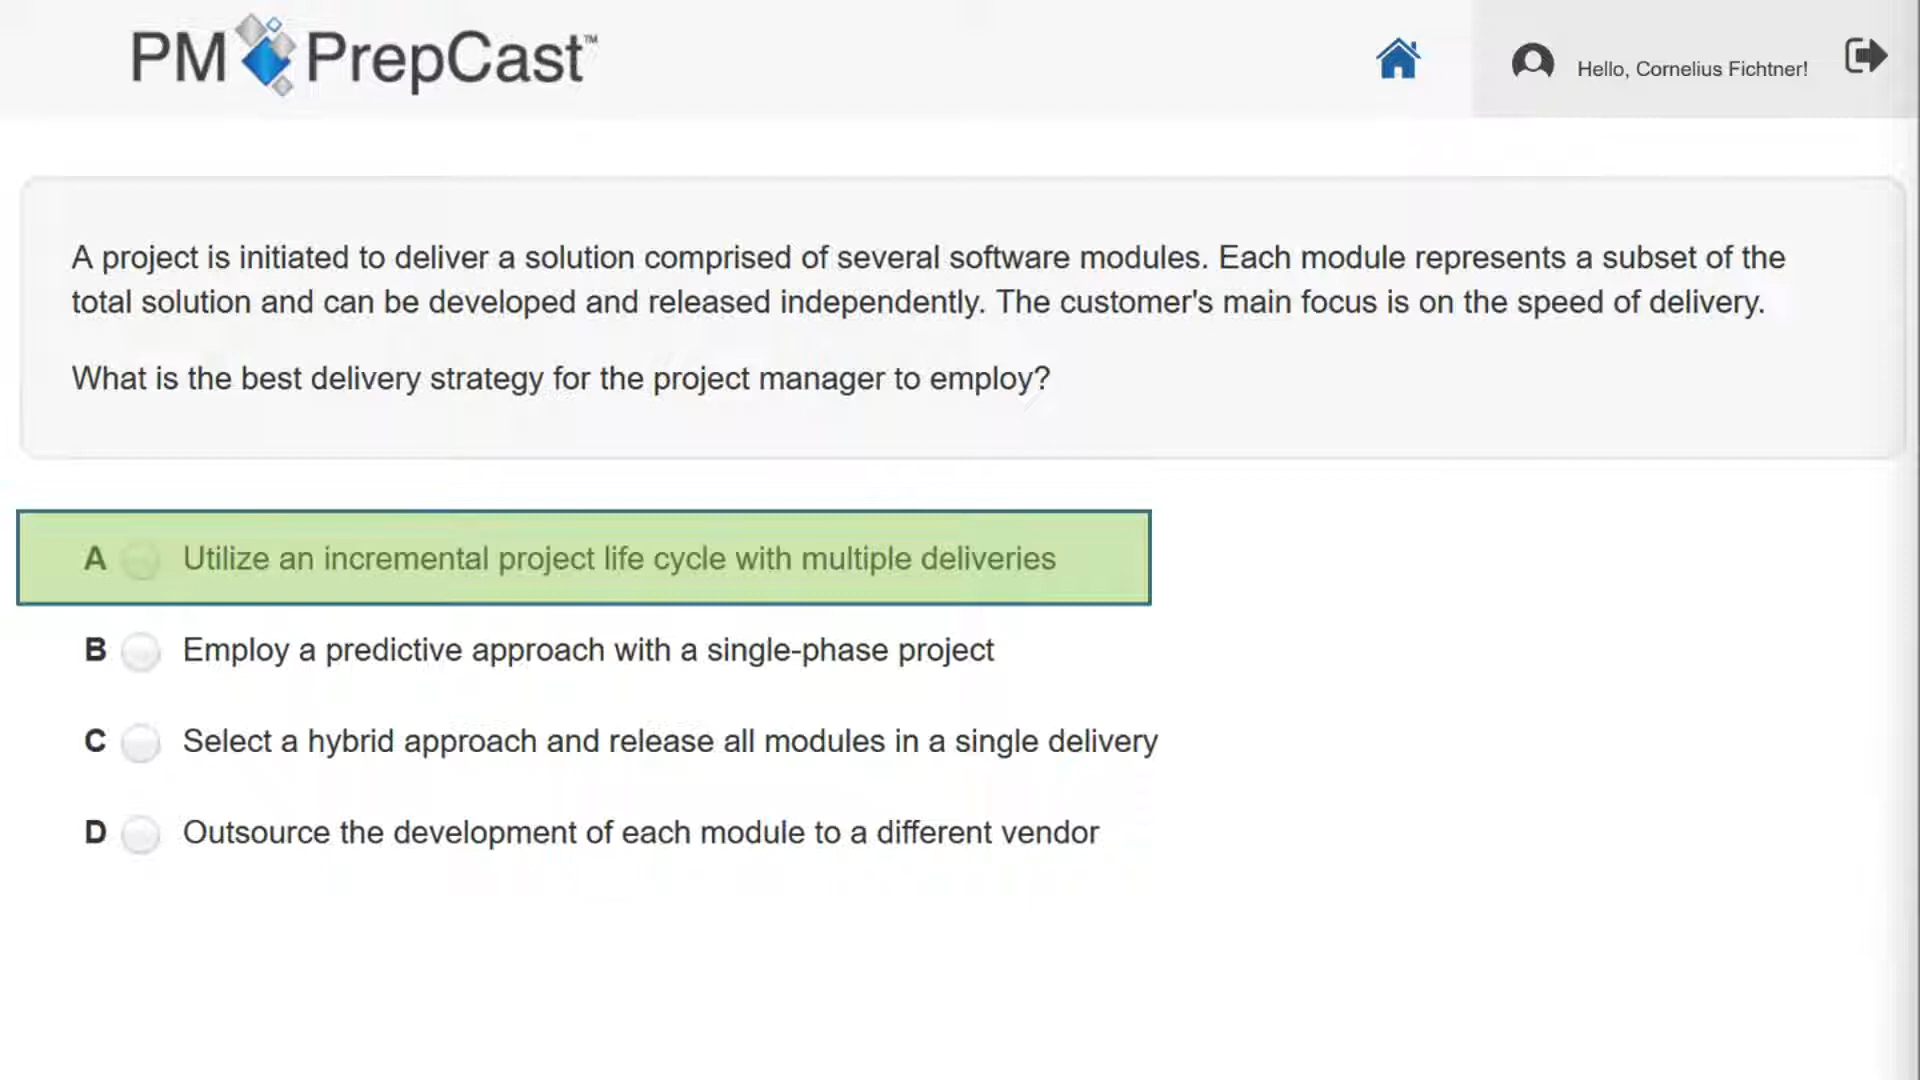 PM PrepCast™
Hello, Cornelius Fichtner!
A project is initiated to deliver a solution comprised of several software modules. Each module represents a subset of the
total solution and can be developed and released independently. The customer's main focus is on the speed of delivery.
What is the best delivery strategy for the project manager to employ?
A Utilize an incremental project life cycle with multiple deliveries
B Employ a predictive approach with a single-phase project
C Select a hybrid approach and release all modules in a single delivery
D Outsource the development of each module to a different vendor